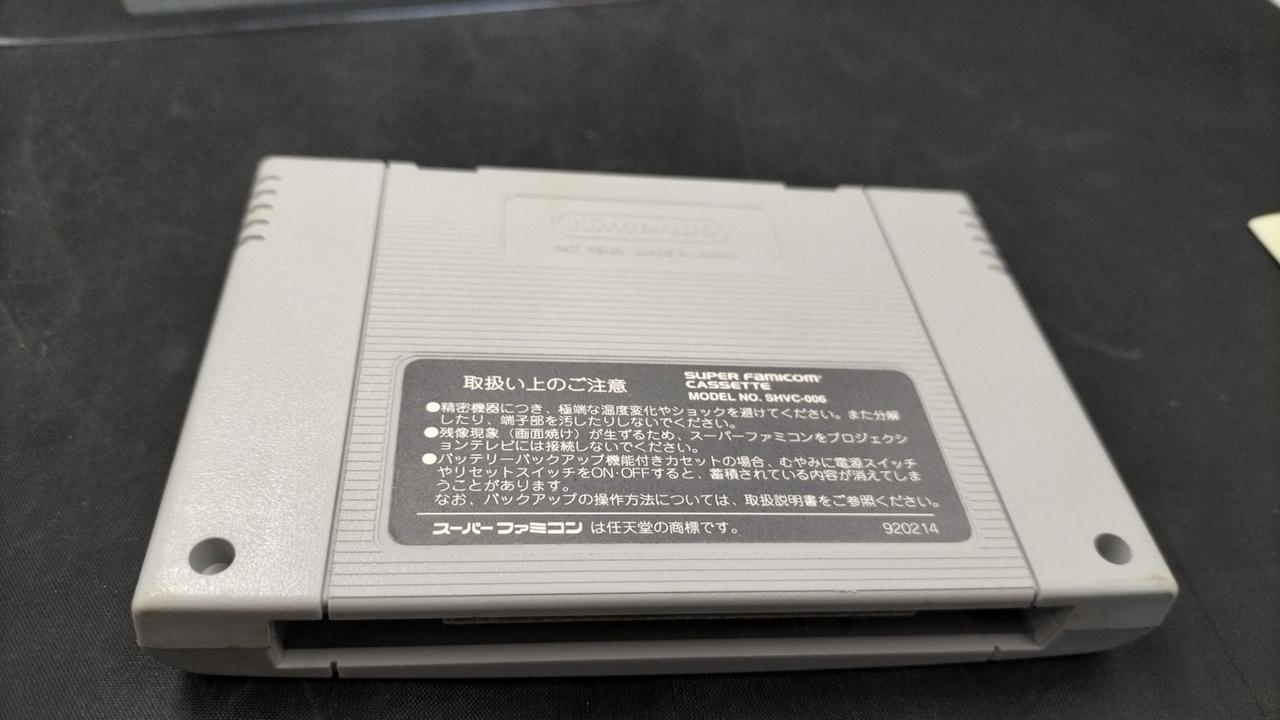 Nintendo
PAT. PEND. MADE IN JAPAN
取扱い上のご注意
SUPER FAMICOM
CASSETTE
MODEL NO. SHVC-006
●精密機器につき、極端な温度変化やショックを避けてください。また分解
したり、端子部を汚したりしないでください。
●残像現象（画面焼け）が生ずるため、スーパーファミコンをプロジェクシ
ョンテレビには接続しないでください。
●バッテリーバックアップ機能付きカセットの場合、むやみに電源スイッチ
やリセットスイッチをON·OFFすると、蓄積されている内容が消えてしま
うことがあります。
なお、バックアップの操作方法については、取扱説明書をご参照ください。
スーパーファミコン は任天堂の商標です。
920214